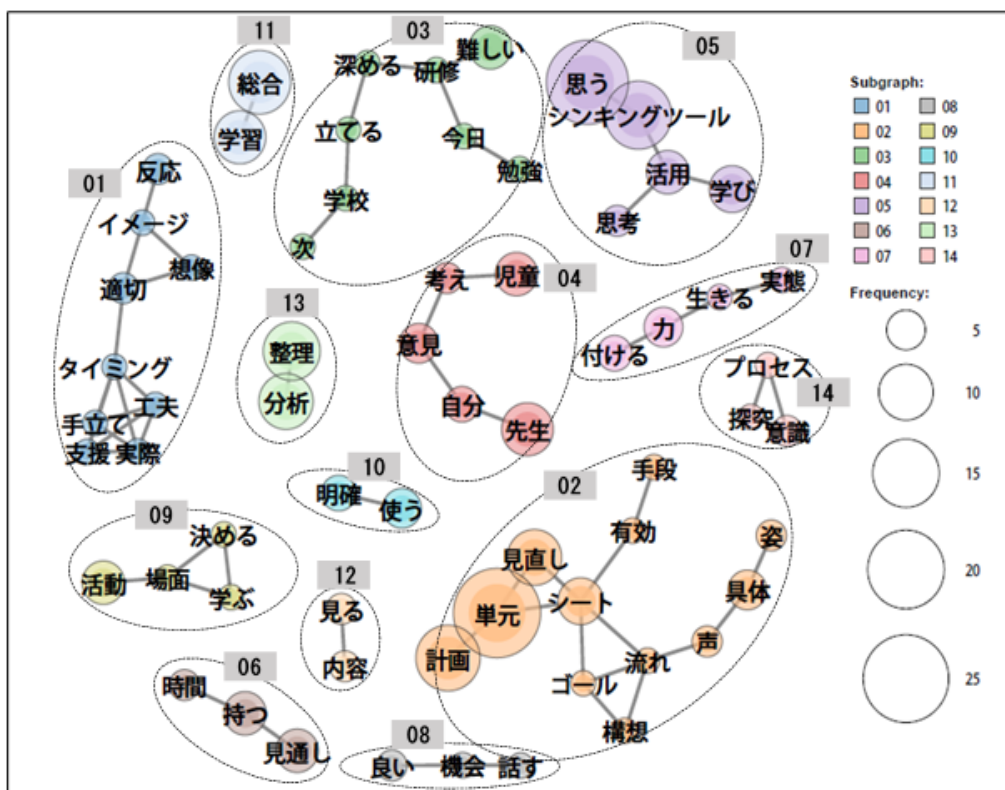 11
総合
学習
03
難しい
深める
研修
立てる
今日
勉強
学校
次
05
思う
シンキングツール
活用
学び
思考
Subgraph:
01
02
03
04
05
06
07
08
09
10
11
12
13
14
Frequency:
5
10
15
20
25
01
反応
イメージ
想像
適切
タイミング
手立て
工夫
支援
実際
13
整理
分析
04
考え
児童
意見
自分
先生
07
実態
生きる
力
付ける
プロセス
14
探究
意識
10
明確
使う
02
手段
有効
姿
見直し
具体
シート
単元
声
計画
流れ
ゴール
構想
09
決める
活動
場面
学ぶ
12
見る
内容
06
時間
持つ
見通し
08
良い
機会
話す